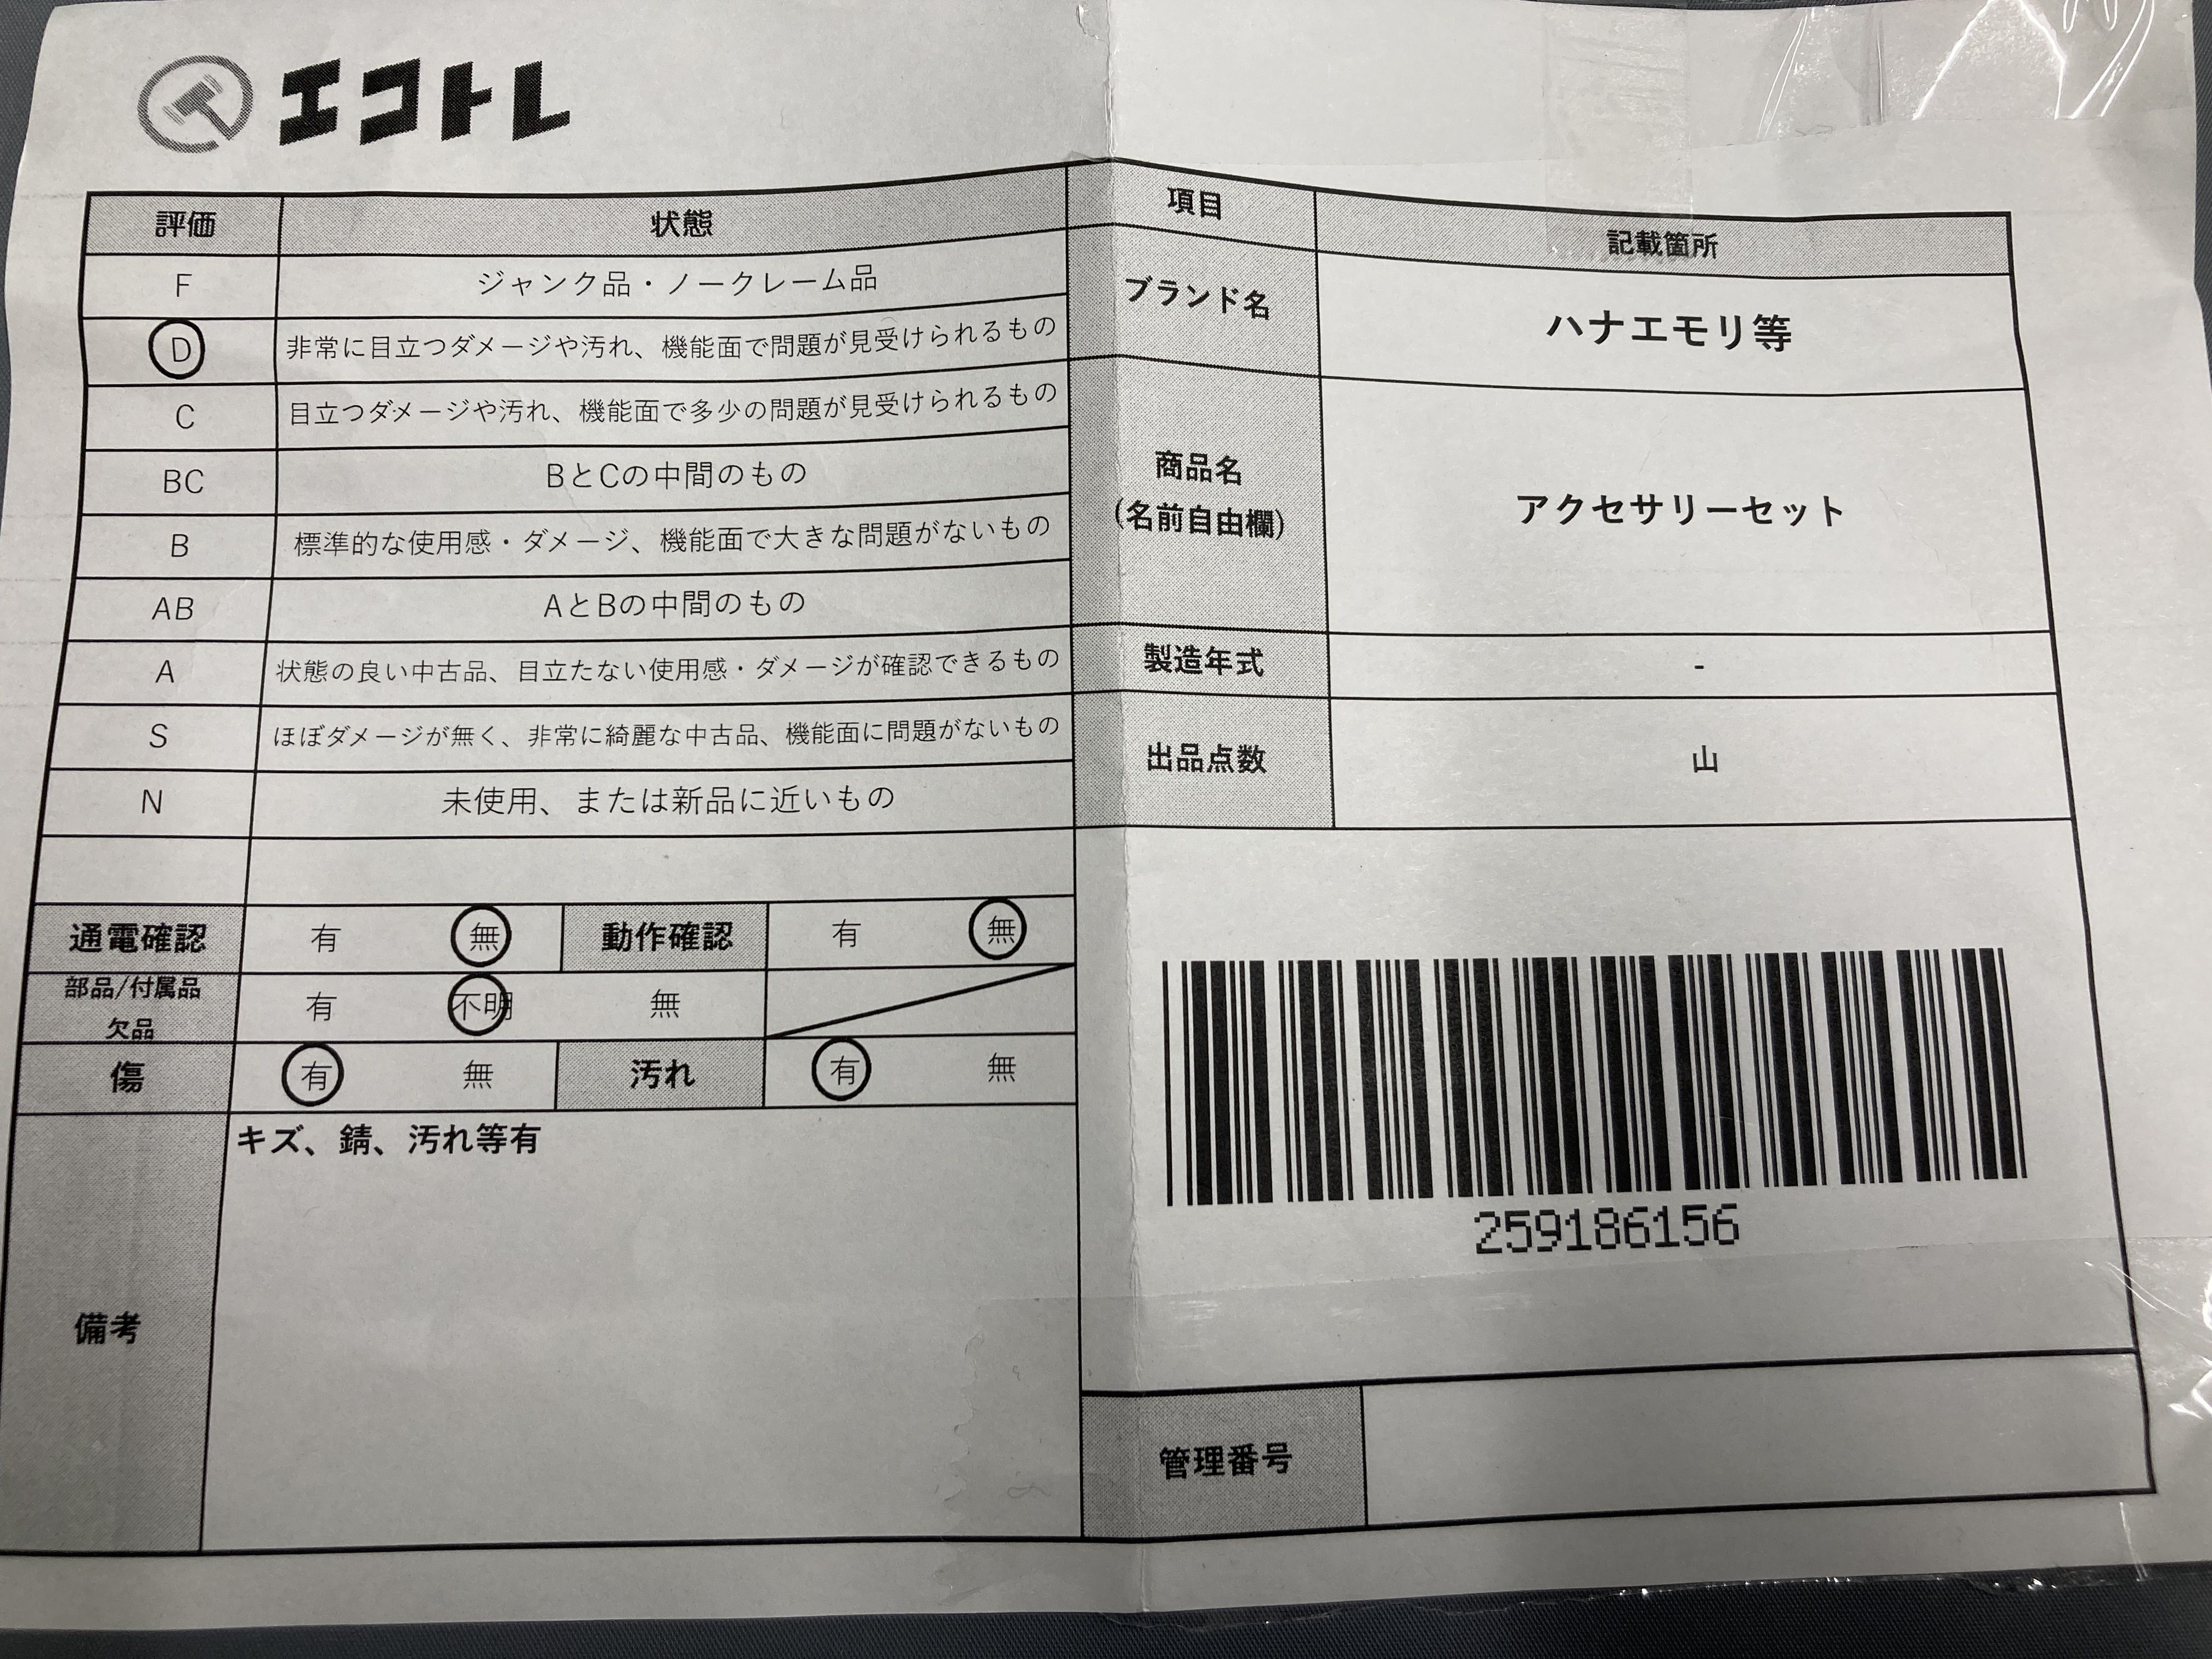 エコトレ
評価 状態
F ジャンク品・ノークレーム品
D 非常に目立つダメージや汚れ、機能面で問題が見受けられるもの
C 目立つダメージや汚れ、機能面で多少の問題が見受けられるもの
BC BとCの中間のもの
B 標準的な使用感・ダメージ、機能面で大きな問題がないもの
AB AとBの中間のもの
A 状態の良い中古品、目立たない使用感・ダメージが確認できるもの
S ほぼダメージが無く、非常に綺麗な中古品、機能面に問題がないもの
N 未使用、または新品に近いもの
通電確認 有 無 動作確認 有 無
部品/付属品
欠品
有 不明 無
傷 有 無 汚れ 有 無
備考
キズ、錆、汚れ等有
項目 記載箇所
ブランド名 ハナエモリ等
商品名
(名前自由欄)
アクセサリーセット
製造年式 -
出品点数 山
259186156
管理番号